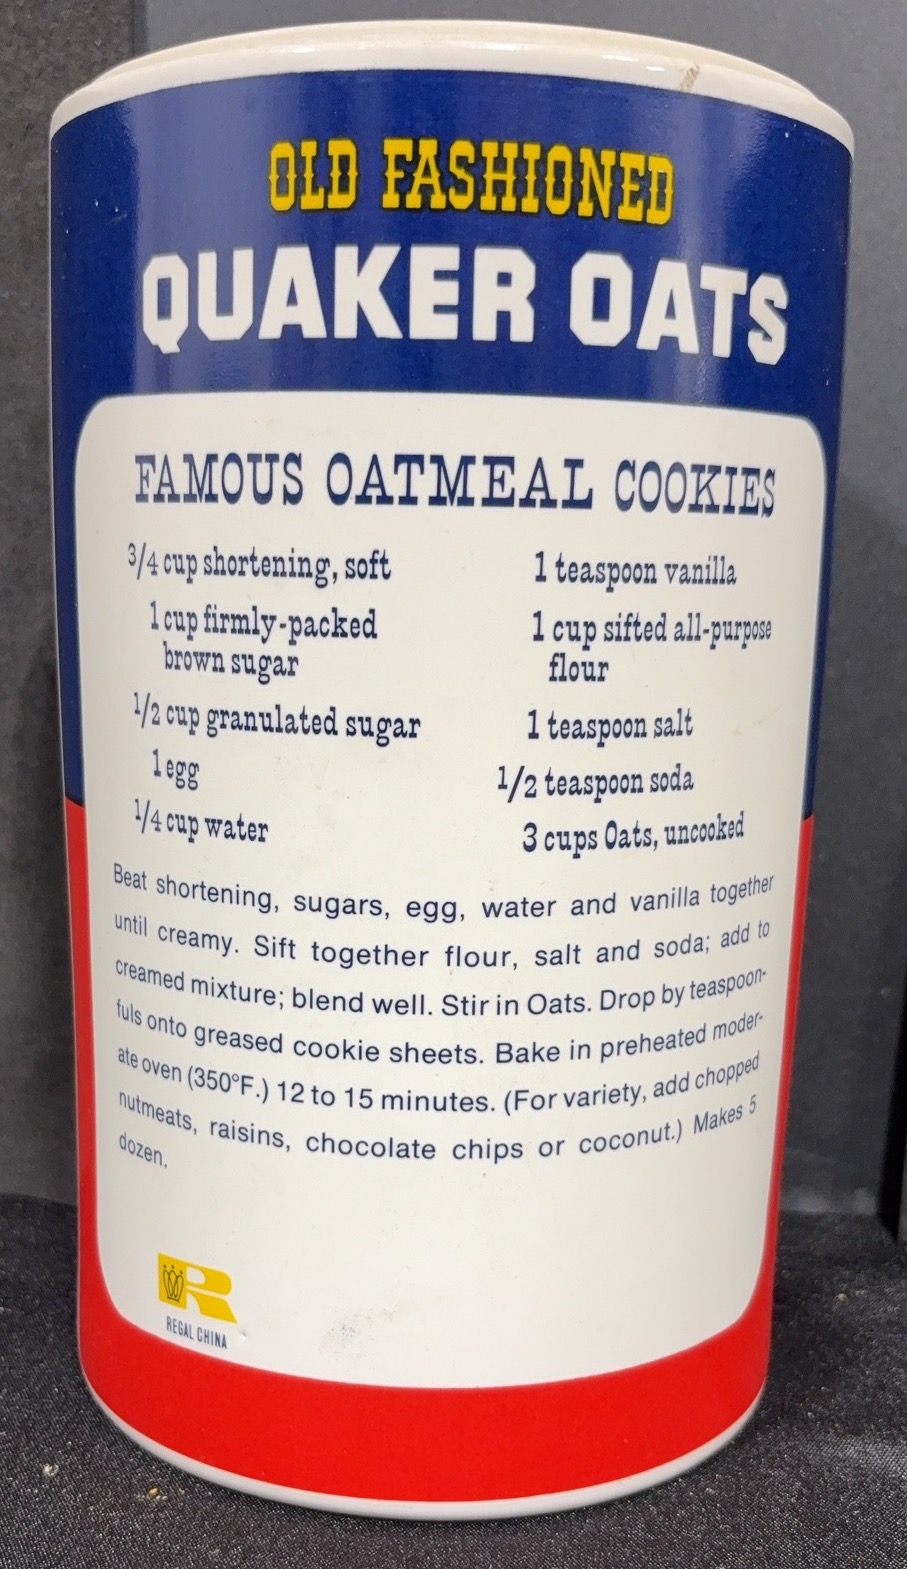 OLD FASHIONED
QUAKER OATS
FAMOUS OATMEAL COOKIES
3/4 cup shortening, soft
1 cup firmly-packed
brown sugar
1/2 cup granulated sugar
1 egg
1/4 cup water
1 teaspoon vanilla
1 cup sifted all-purpose
flour
1 teaspoon salt
1/2 teaspoon soda
3 cups Oats, uncooked
Beat shortening, sugars, egg, water and vanilla together
until creamy. Sift together flour, salt and soda; add to
creamed mixture; blend well. Stir in Oats. Drop by teaspoon-
fuls onto greased cookie sheets. Bake in preheated moder-
ate oven (350°F.) 12 to 15 minutes. (For variety, add chopped
nutmeats, raisins, chocolate chips or coconut.) Makes 5
dozen.
R
REGAL CHINA